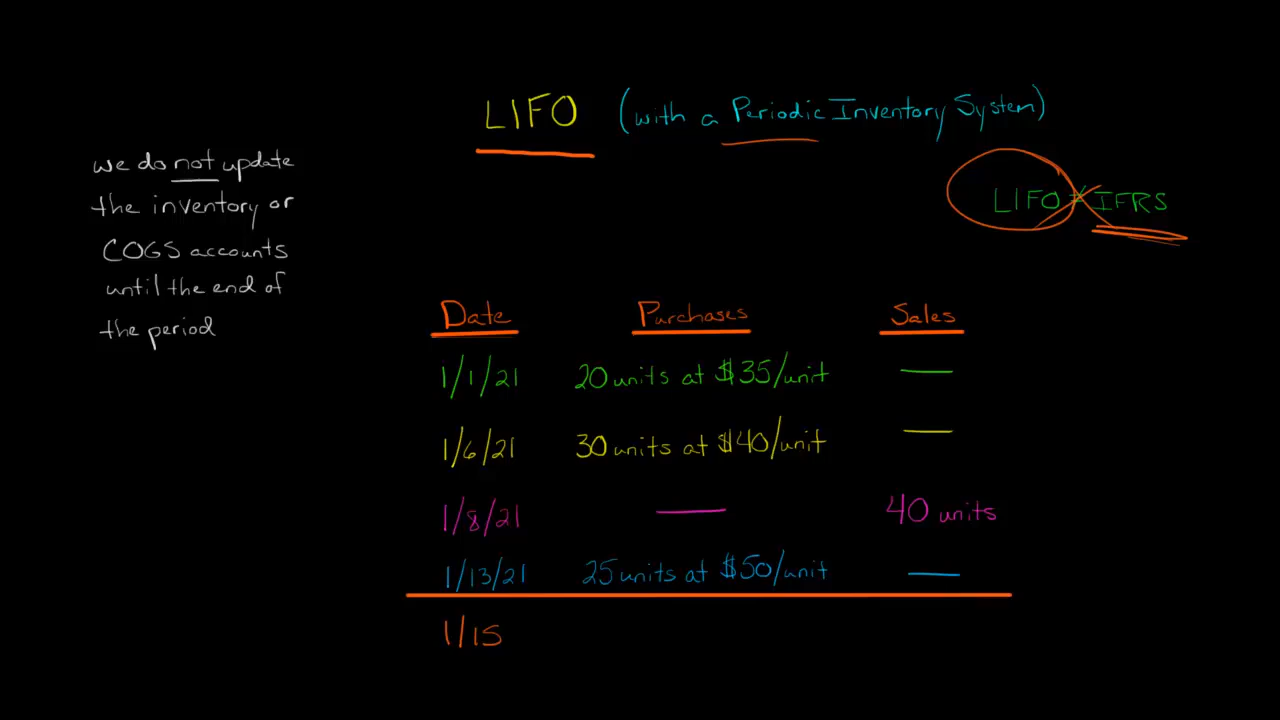 LIFO (with a Periodic Inventory System)
we do not update
the inventory or
COGS accounts
until the end of
the period
LIFO ≠ IFRS
Date Purchases Sales
1/1/21 20 units at $35/unit —
1/6/21 30 units at $40/unit —
1/8/21 — 40 units
1/13/21 25 units at $50/unit —
1/15